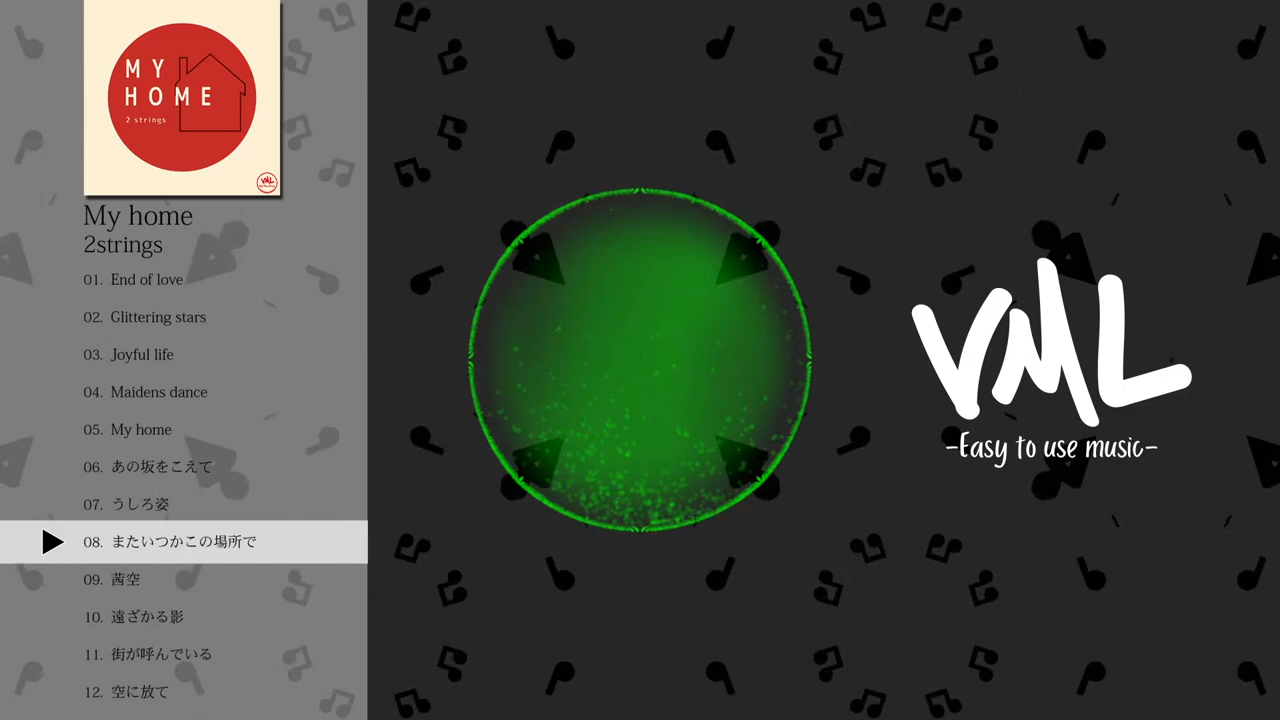 MY
HOME
2 strings
VML
My home
2strings
01. End of love
02. Glittering stars
03. Joyful life
04. Maidens dance
05. My home
06. あの坂をこえて
07. うしろ姿
08. またいつかこの場所で
09. 茜空
10. 遠ざかる影
11. 街が呼んでいる
12. 空に放て
VML
-Easy to use music-